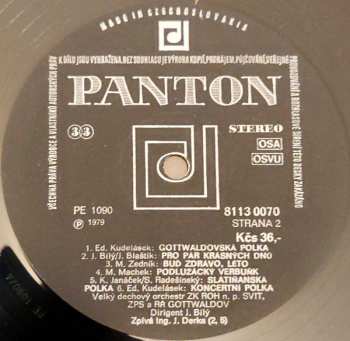 MADE IN CZECHOSLOVAKIA
K DÍLU JSOU VYHRAZENA. BEZ SOUHLASU JE VÝROBA KOPIÍ, PRONÁJEM, PŮJČOVÁNÍ, VEŘEJNÉ
VŠECHNA PRÁVA VÝROBCE A VLASTNÍKŮ AUTORSKÝCH PRÁV
PROVOZOVÁNÍ A ROZHLASOVÉ ŠÍŘENÍ TÉTO DESKY ZAKÁZÁNO
PANTON
33
STEREO
OSA
OSVU
PE 1090
8113 0070
Ⓟ 1979
STRANA 2
Kčs 36,-
1. Ed. Kudelásek: GOTTWALDOVSKÁ POLKA
2. J. Bílý/J. Blaštík: PRO PÁR KRÁSNÝCH DNŮ
3. M. Zedník: BUĎ ZDRÁVO, LÉTO
4. M. Machek: PODLUŽÁCKÝ VERBUŇK
5. K. Janáček/S. Radešínský: SLATIŇANSKÁ
POLKA 6. Ed. Kudelásek: KONCERTNÍ POLKA
Velký dechový orchestr ZK ROH n. p. SVIT,
ZPS a RŘ GOTTWALDOV
Dirigent J. Bílý
Zpívá Ing. J. Derka (2, 5)